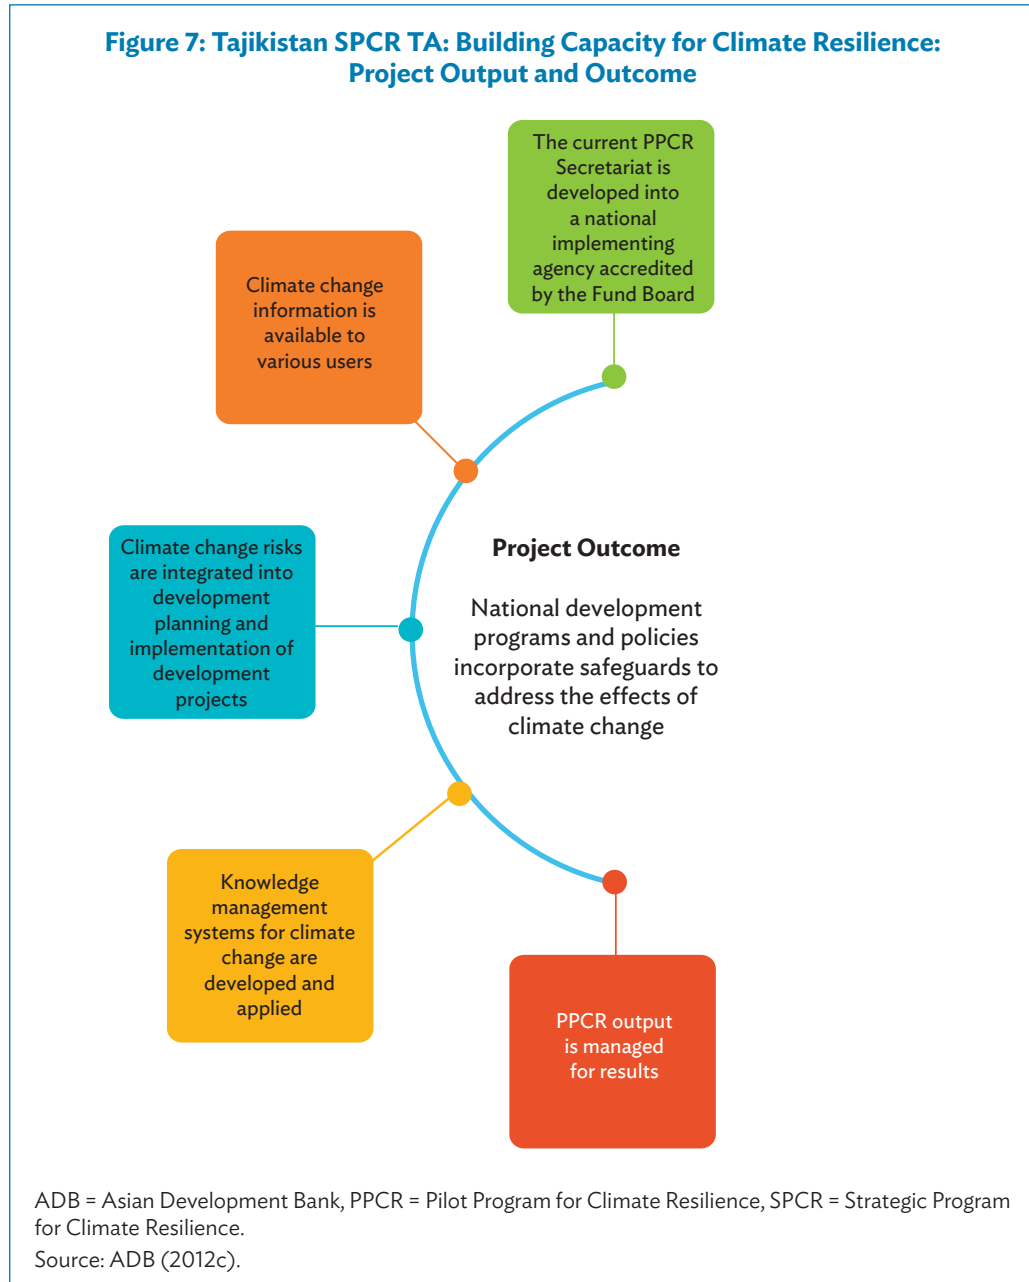 Figure 7: Tajikistan SPCR TA: Building Capacity for Climate Resilience:
Project Output and Outcome
The current PPCR
Secretariat is
developed into
a national
implementing
agency accredited
by the Fund Board
Climate change
information is
available to
various users
Climate change risks
are integrated into
development
planning and
implementation of
development
projects
Project Outcome
National development
programs and policies
incorporate safeguards to
address the effects of
climate change
Knowledge
management
systems for climate
change are
developed and
applied
PPCR output
is managed
for results
ADB = Asian Development Bank, PPCR = Pilot Program for Climate Resilience, SPCR = Strategic Program
for Climate Resilience.
Source: ADB (2012c).